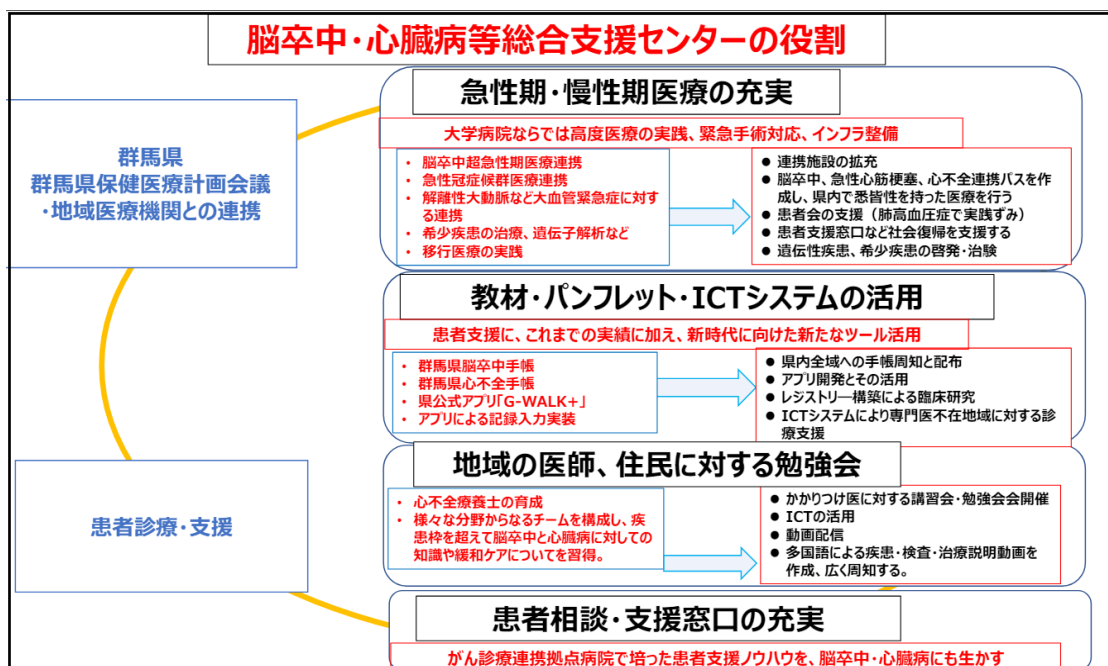 脳卒中・心臓病等総合支援センターの役割
群馬県
群馬県保健医療計画会議
・地域医療機関との連携
急性期・慢性期医療の充実
大学病院ならでは高度医療の実践、緊急手術対応、インフラ整備
• 脳卒中超急性期医療連携
• 急性冠症候群医療連携
• 解離性大動脈など大血管緊急症に対す
る連携
• 希少疾患の治療、遺伝子解析など
• 移行医療の実践
● 連携施設の拡充
● 脳卒中、急性心筋梗塞、心不全連携パスを作
成し、県内で悉皆性を持った医療を行う
● 患者会の支援（肺高血圧症で実践ずみ）
● 患者支援窓口など社会復帰を支援する
● 遺伝性疾患、希少疾患の啓発・治験
教材・パンフレット・ICTシステムの活用
患者支援に、これまでの実績に加え、新時代に向けた新たなツール活用
• 群馬県脳卒中手帳
• 群馬県心不全手帳
• 県公式アプリ「G-WALK+」
• アプリによる記録入力実装
● 県内全域への手帳周知と配布
● アプリ開発とその活用
● レジストリー構築による臨床研究
● ICTシステムにより専門医不在地域に対する診
療支援
患者診療・支援
地域の医師、住民に対する勉強会
• 心不全療養士の育成
• 様々な分野からなるチームを構成し、疾
患枠を超えて脳卒中と心臓病に対しての
知識や緩和ケアについてを習得。
● かかりつけ医に対する講習会・勉強会会開催
● ICTの活用
● 動画配信
● 多国語による疾患・検査・治療説明動画を
作成、広く周知する。
患者相談・支援窓口の充実
がん診療連携拠点病院で培った患者支援ノウハウを、脳卒中・心臓病にも生かす